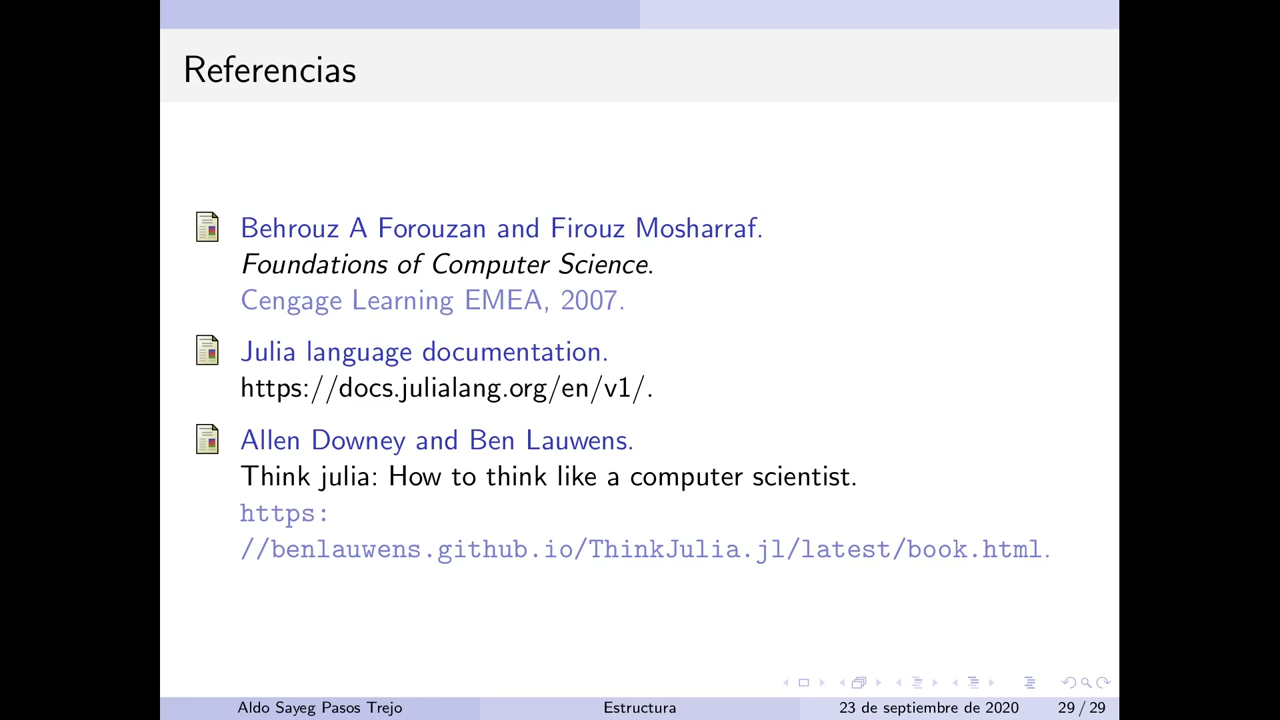 Referencias
Behrouz A Forouzan and Firouz Mosharraf.
Foundations of Computer Science.
Cengage Learning EMEA, 2007.
Julia language documentation.
https://docs.julialang.org/en/v1/.
Allen Downey and Ben Lauwens.
Think julia: How to think like a computer scientist.
https:
//benlauwens.github.io/ThinkJulia.jl/latest/book.html.
Aldo Sayeg Pasos Trejo
Estructura
23 de septiembre de 2020
29 / 29